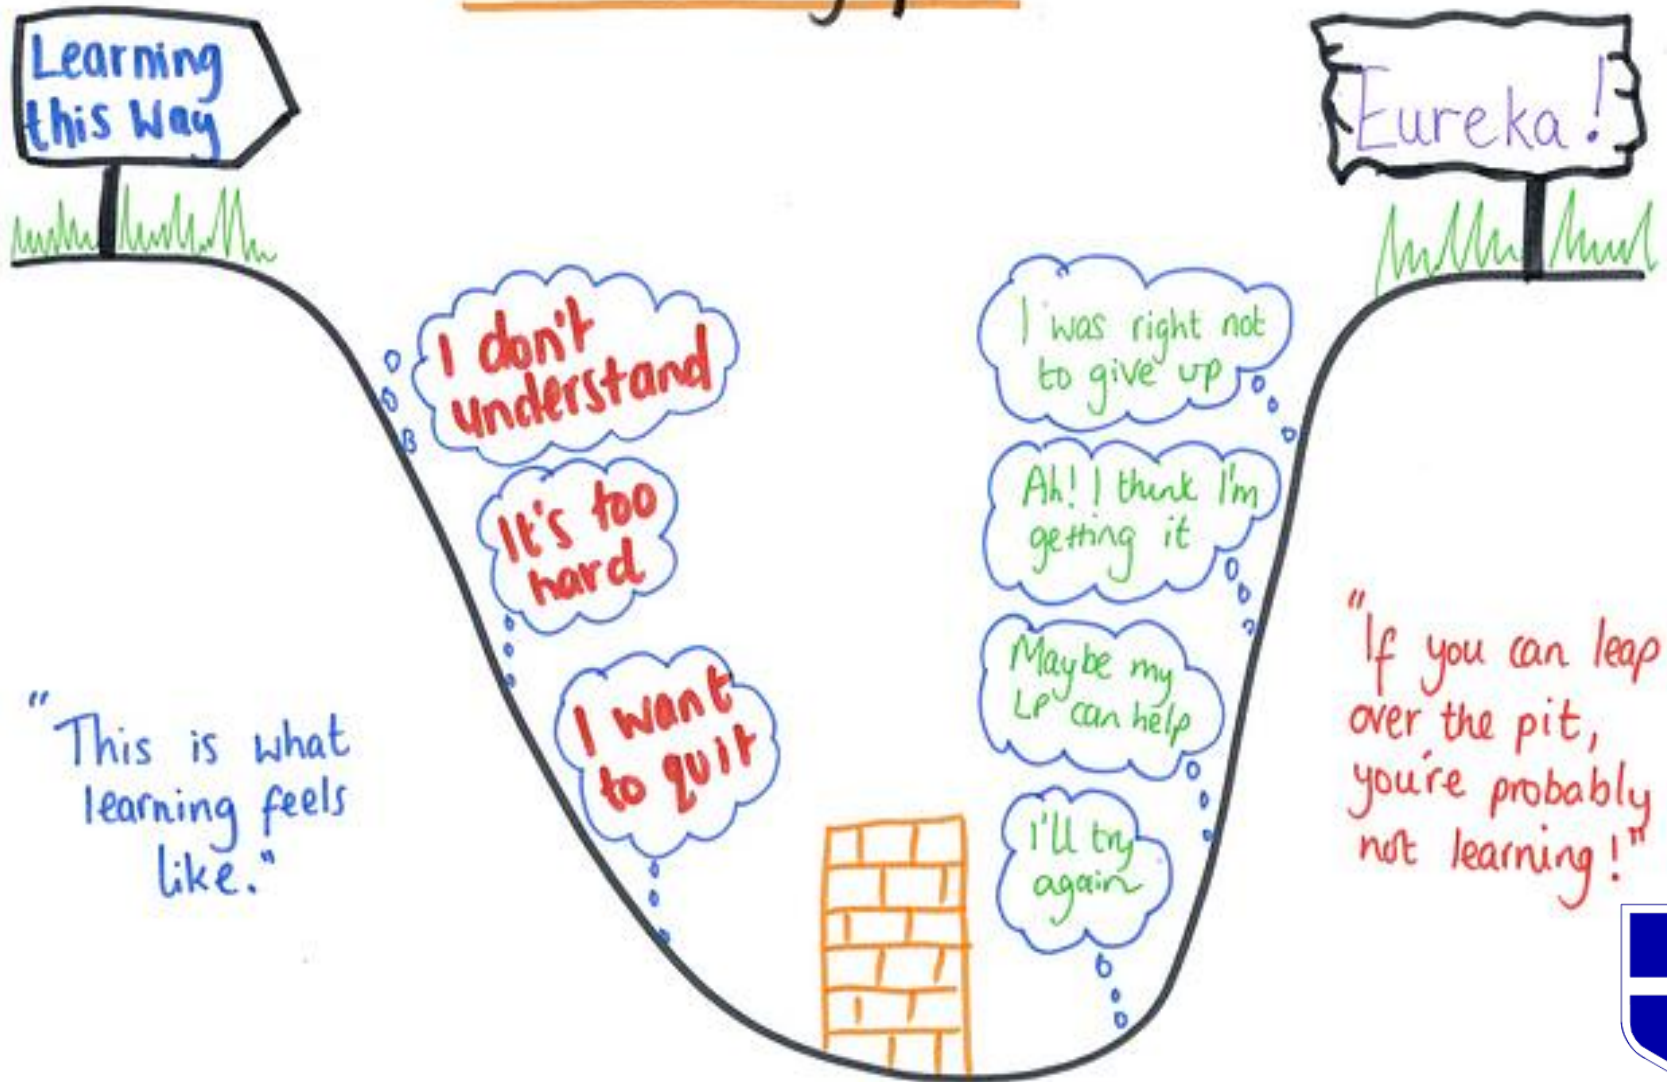 Learning
this Way
Eureka!
I don't
understand
It's too
hard
I want
to quit
I was right not
to give up
Ah! I think I'm
getting it
Maybe my
LP can help
I'll try
again
"This is what
learning feels
like."
"If you can leap
over the pit,
you're probably
not learning!"